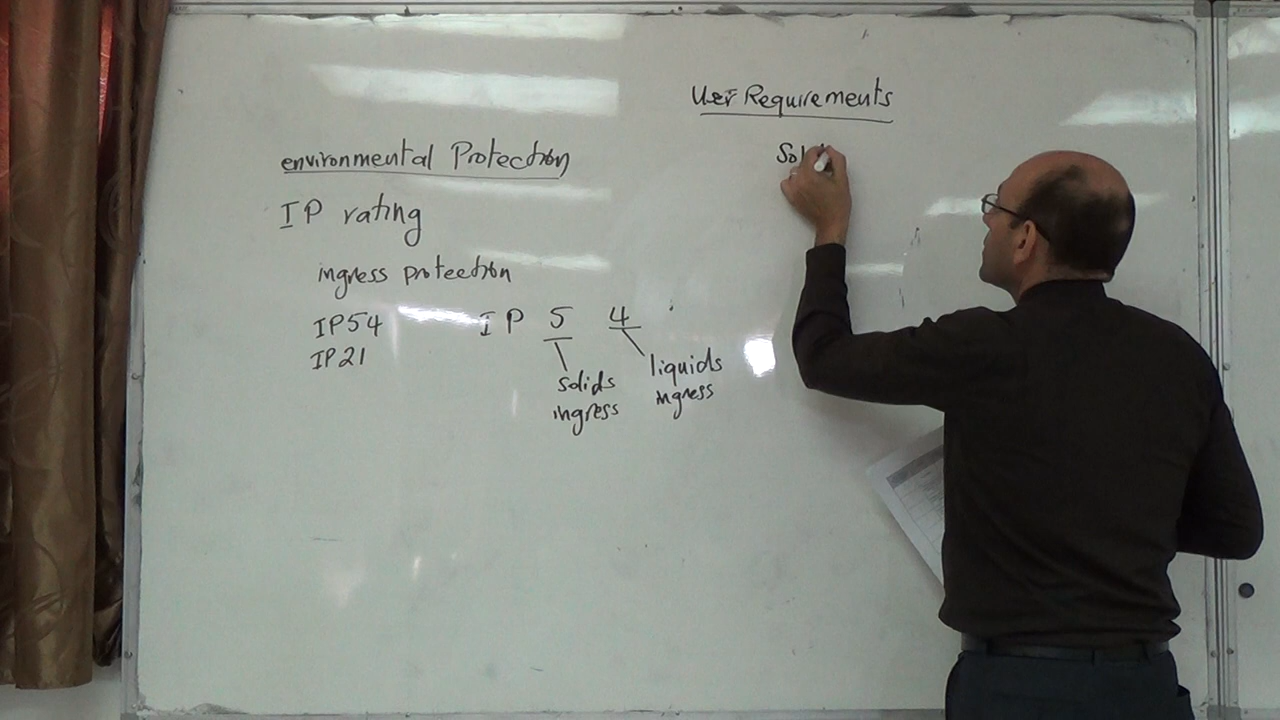 User Requirements
environmental Protection
IP rating
ingress protection
IP54
IP21
IP 5 4
solids
ingress
liquids
ingress